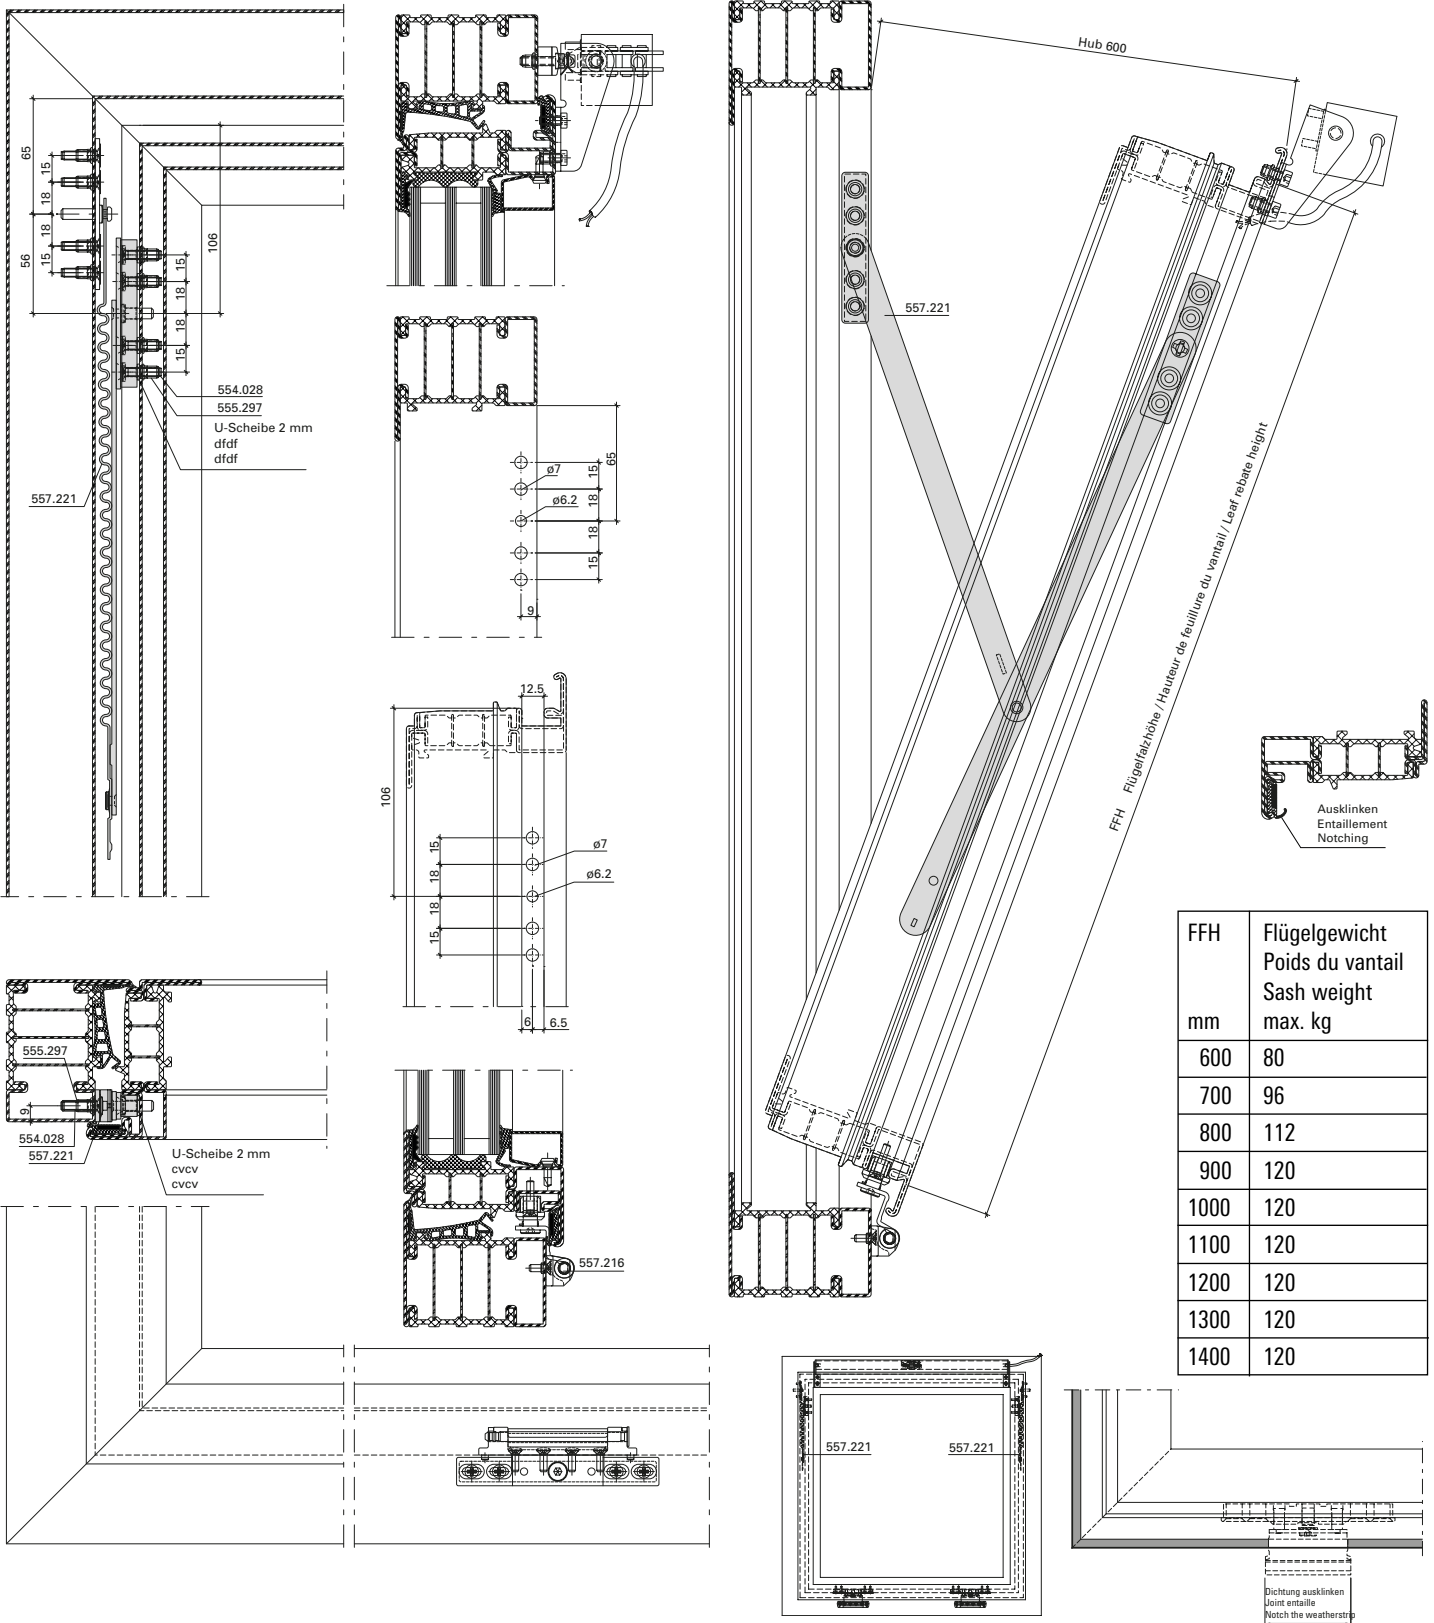 Hub 600
65
15
18
18
15
56
106
15
18
18
15
554.028
555.297
U-Scheibe 2 mm
dfdf
dfdf
557.221
65
15
18
18
15
ø7
ø6.2
9
557.221
FFH Flügelfalzhöhe / Hauteur de feuillure du vantail / Leaf rebate height
12.5
106
15
18
18
15
ø7
ø6.2
6
6.5
Ausklinken
Entaillement
Notching
FFH
mm
Flügelgewicht
Poids du vantail
Sash weight
max. kg
600 80
700 96
800 112
900 120
1000 120
1100 120
1200 120
1300 120
1400 120
555.297
9
554.028
557.221
U-Scheibe 2 mm
cvcv
cvcv
557.216
557.221
557.221
Dichtung ausklinken
Joint entaille
Notch the weatherstrip